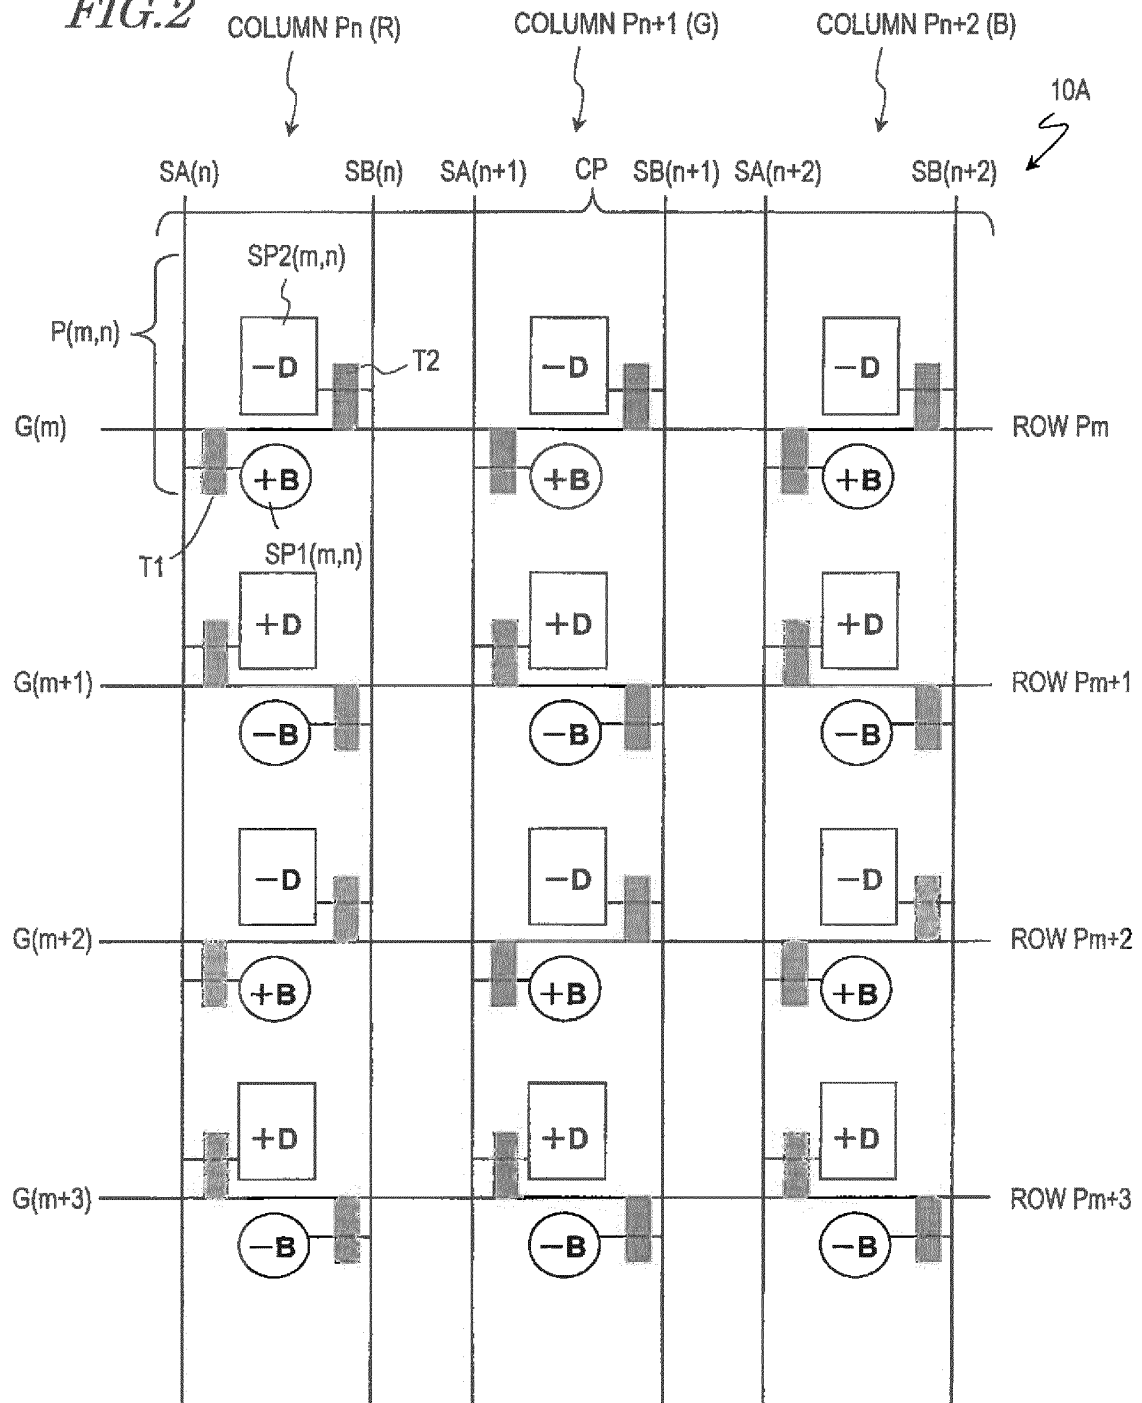 FIG.2
COLUMN Pn (R) COLUMN Pn+1 (G) COLUMN Pn+2 (B)
10A
SA(n) SB(n) SA(n+1) CP SB(n+1) SA(n+2) SB(n+2)
SP2(m,n)
P(m,n)
−D T2 −D −D
G(m) ROW Pm
+B +B +B
T1 SP1(m,n)
+D +D +D
G(m+1) ROW Pm+1
−B −B −B
−D −D −D
G(m+2) ROW Pm+2
+B +B +B
+D +D +D
G(m+3) ROW Pm+3
−B −B −B